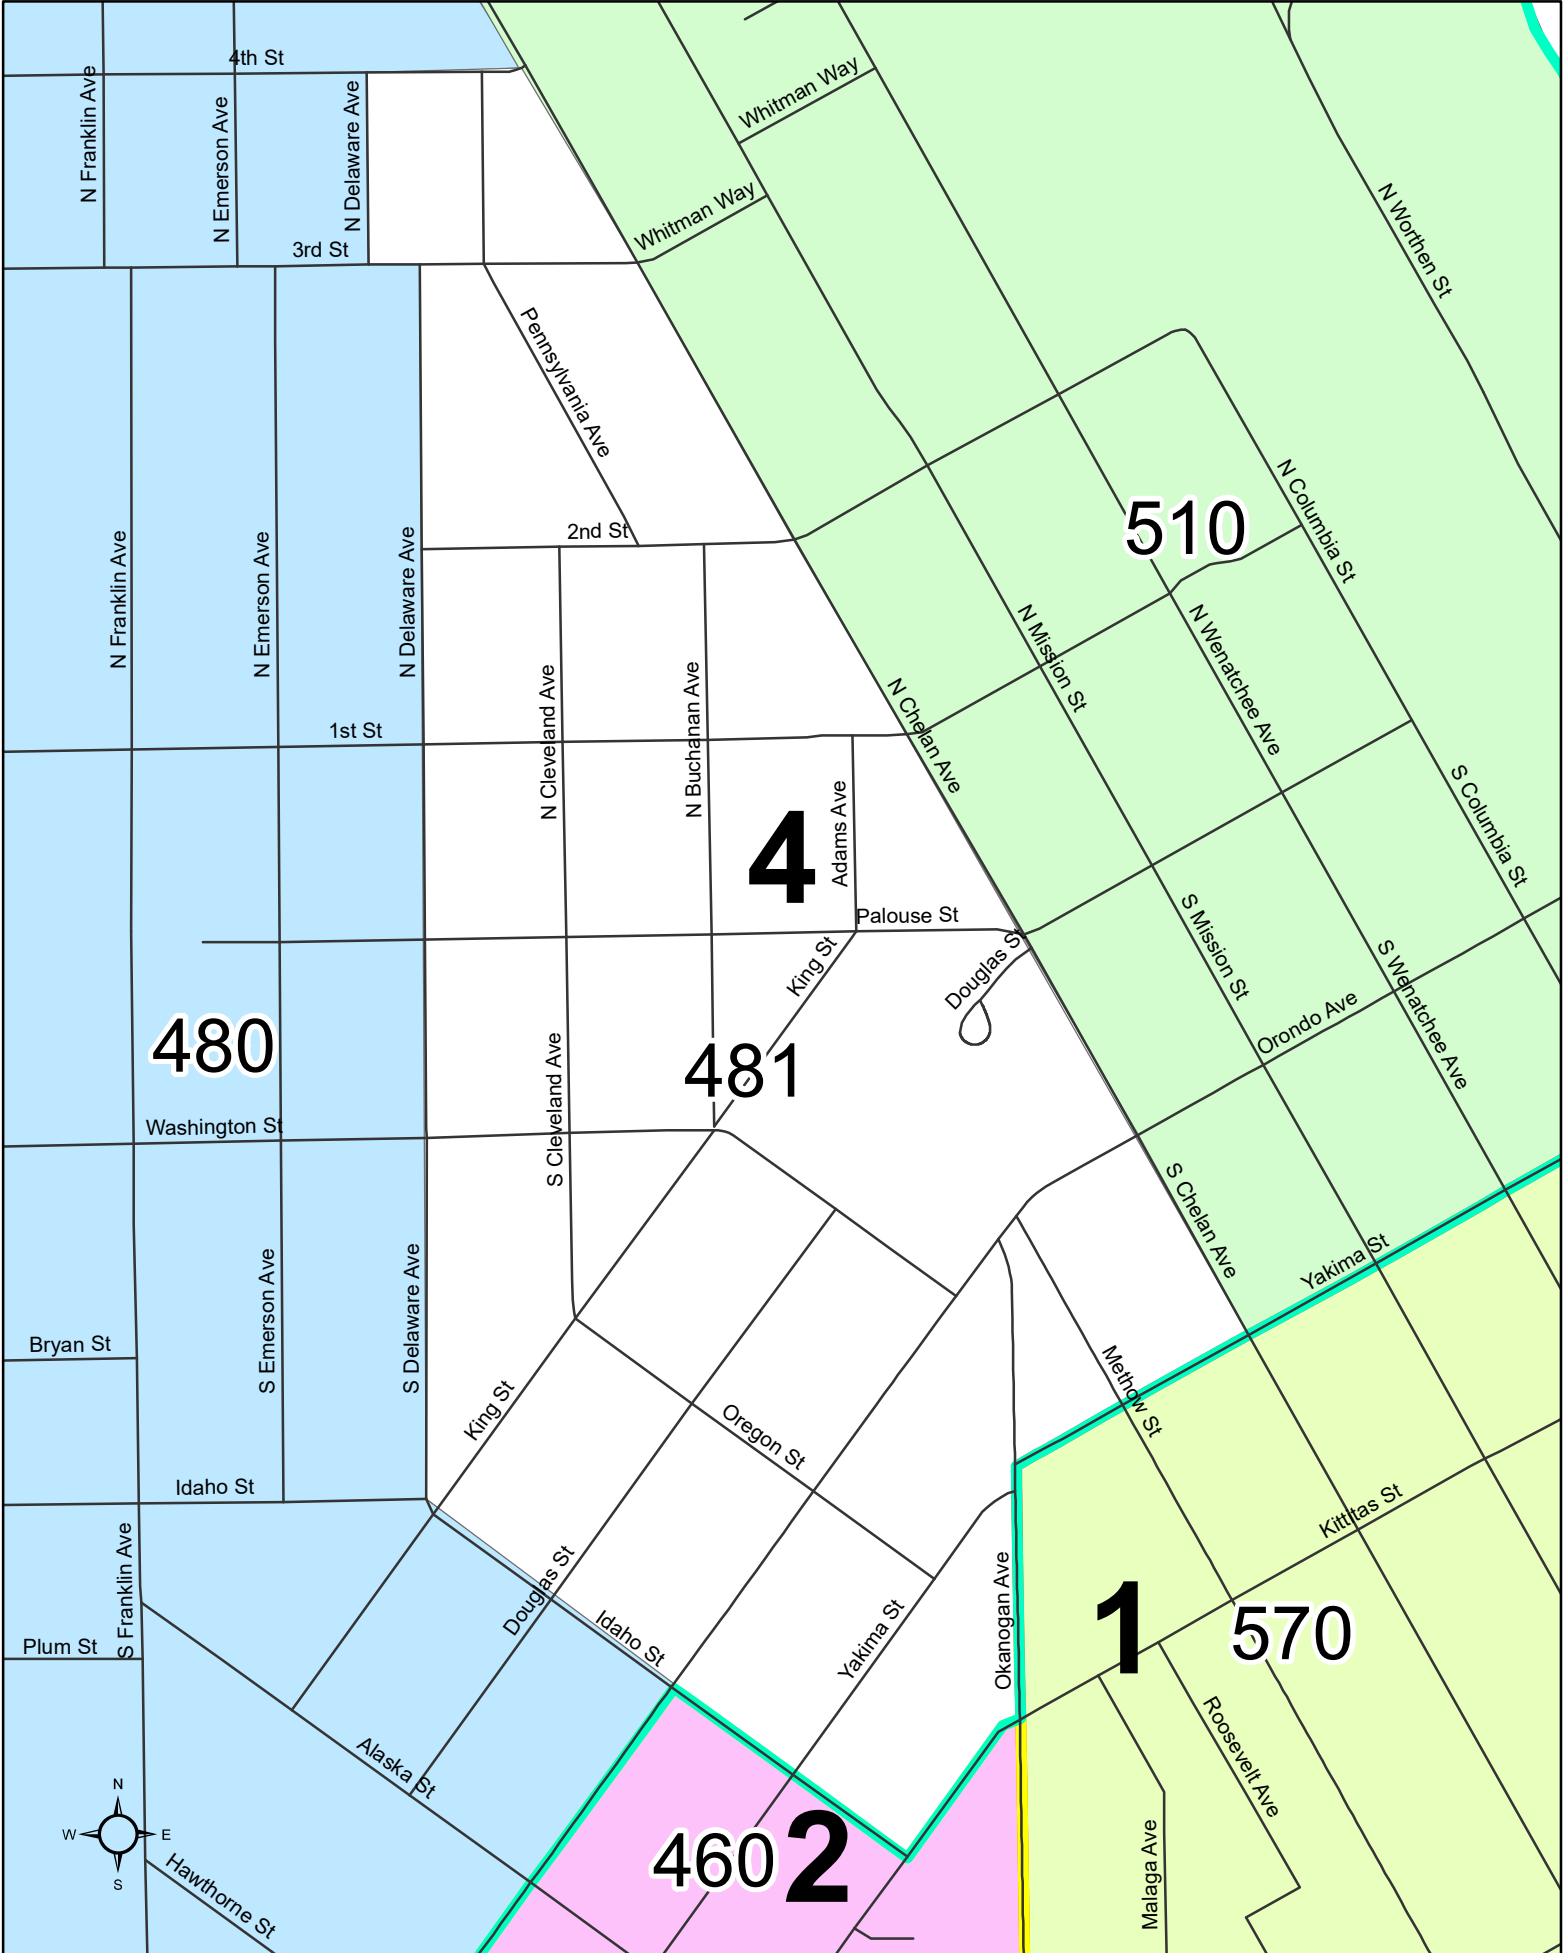 4th St
N Franklin Ave
N Emerson Ave
N Delaware Ave
Whitman Way
Whitman Way
N Worthen St
3rd St
Pennsylvania Ave
2nd St
510
N Columbia St
N Franklin Ave
N Emerson Ave
N Delaware Ave
N Cleveland Ave
N Buchanan Ave
N Mission St
N Wenatchee Ave
N Chelan Ave
1st St
4
Adams Ave
S Columbia St
Palouse St
King St
Douglas St
S Mission St
S Wenatchee Ave
Orondo Ave
480
481
Washington St
S Cleveland Ave
S Chelan Ave
Yakima St
S Emerson Ave
S Delaware Ave
Bryan St
King St
Oregon St
Methow St
Idaho St
Kittitas St
S Franklin Ave
Douglas St
Idaho St
Yakima St
Okanogan Ave
1
570
Plum St
Alaska St
Roosevelt Ave
Malaga Ave
N
W
E
S
460
2
Hawthorne St